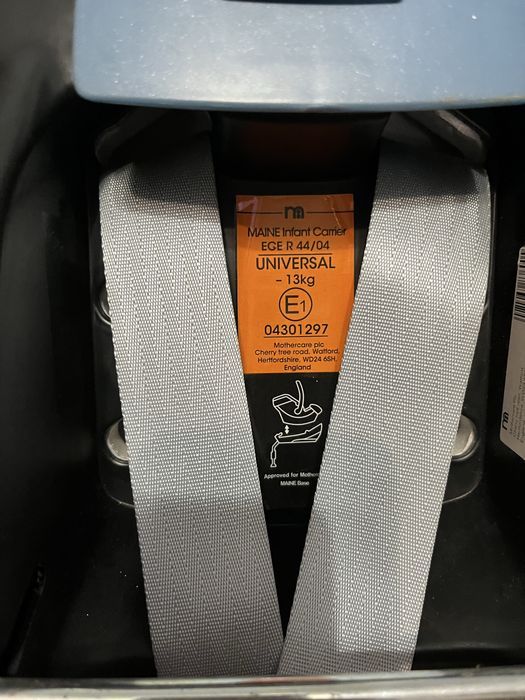 m
MAINE Infant Carrier
ECE R 44/04
UNIVERSAL
- 13kg
E1
04301297
Mothercare plc
Cherry tree road, Watford,
Hertfordshire, WD24 6SH,
England
Approved for Mother
MAINE Base